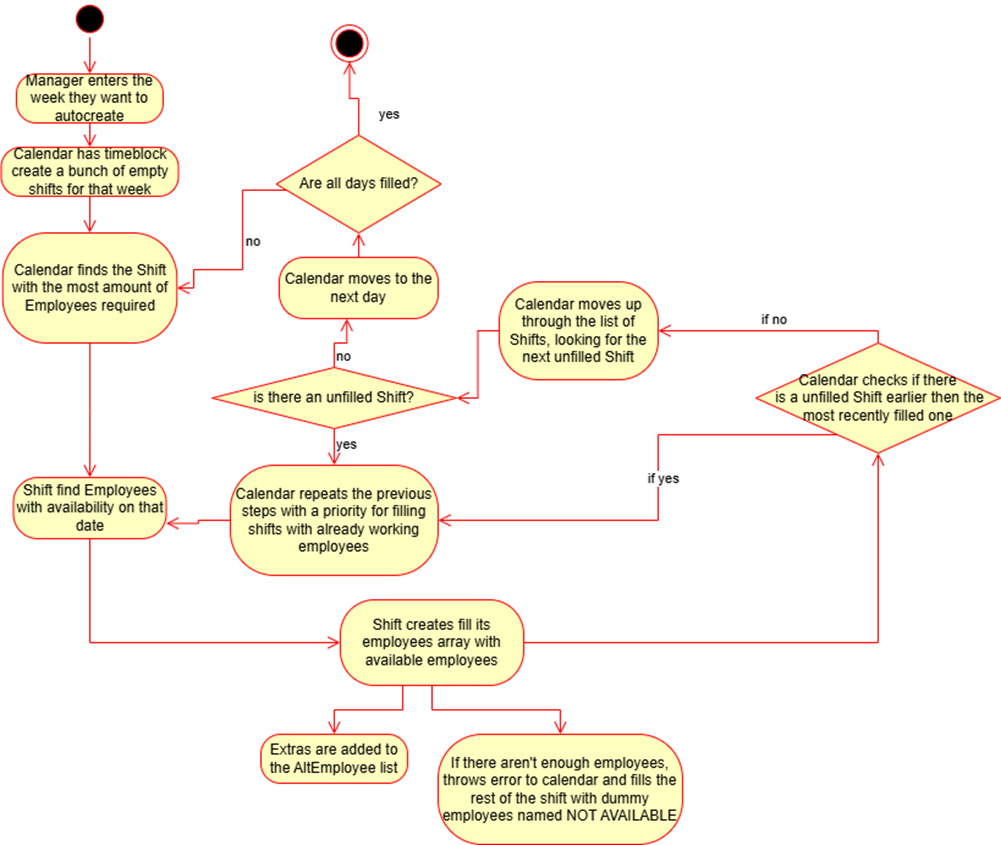 Manager enters the
week they want to
autocreate
Calendar has timeblock
create a bunch of empty
shifts for that week
Calendar finds the Shift
with the most amount of
Employees required
yes
Are all days filled?
no
Calendar moves to the
next day
no
is there an unfilled Shift?
yes
Calendar moves up
through the list of
Shifts, looking for the
next unfilled Shift
if no
Calendar checks if there
is a unfilled Shift earlier then the
most recently filled one
if yes
Shift find Employees
with availability on that
date
Calendar repeats the previous
steps with a priority for filling
shifts with already working
employees
Shift creates fill its
employees array with
available employees
Extras are added to
the AltEmployee list
If there aren't enough employees,
throws error to calendar and fills the
rest of the shift with dummy
employees named NOT AVAILABLE